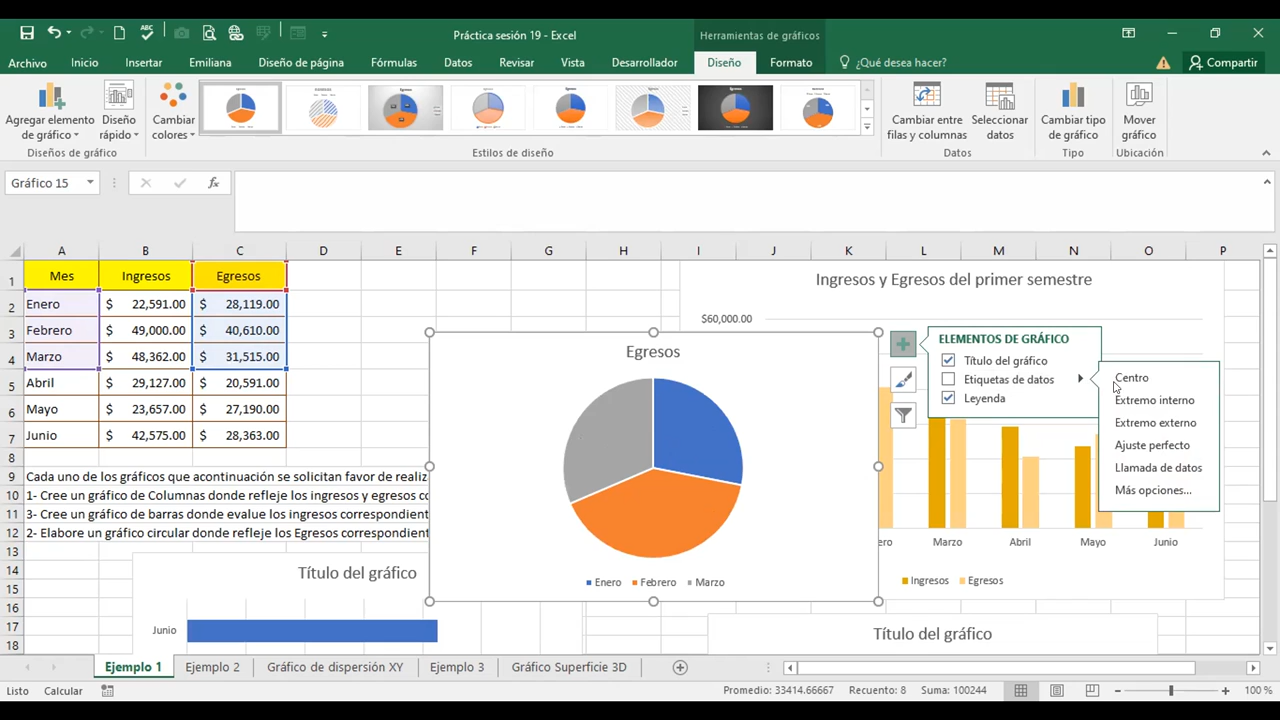 Práctica sesión 19 - Excel
Herramientas de gráficos
Archivo Inicio Insertar Emiliana Diseño de página Fórmulas Datos Revisar Vista Desarrollador Diseño Formato ¿Qué desea hacer? Compartir
Agregar elemento de gráfico
Diseño rápido
Cambiar colores
Cambiar entre filas y columnas
Seleccionar datos
Cambiar tipo de gráfico
Mover gráfico
Diseños de gráfico Estilos de diseño Datos Tipo Ubicación
Gráfico 15
fx
A B C D E F G H I J K L M N O P
1 Mes Ingresos Egresos
2 Enero $ 22,591.00 $ 28,119.00
3 Febrero $ 49,000.00 $ 40,610.00
4 Marzo $ 48,362.00 $ 31,515.00
5 Abril $ 29,127.00 $ 20,591.00
6 Mayo $ 23,657.00 $ 27,190.00
7 Junio $ 42,575.00 $ 28,363.00
8
9 Cada uno de los gráficos que acontinuación se solicitan favor de realiz
10 1- Cree un gráfico de Columnas donde refleje los ingresos y egresos co
11 3- Cree un gráfico de barras donde evalue los ingresos correspondient
12 2- Elabore un gráfico circular donde refleje los Egresos correspondient
13
14
15
16
17
18
Ingresos y Egresos del primer semestre
$60,000.00
Egresos
Enero Febrero Marzo
ELEMENTOS DE GRÁFICO
Título del gráfico
Etiquetas de datos
Leyenda
Centro
Extremo interno
Extremo externo
Ajuste perfecto
Llamada de datos
Más opciones...
ero Marzo Abril Mayo Junio
Ingresos Egresos
Título del gráfico
Junio
Título del gráfico
Ejemplo 1 Ejemplo 2 Gráfico de dispersión XY Ejemplo 3 Gráfico Superficie 3D
Listo Calcular Promedio: 33414.66667 Recuento: 8 Suma: 100244 100 %